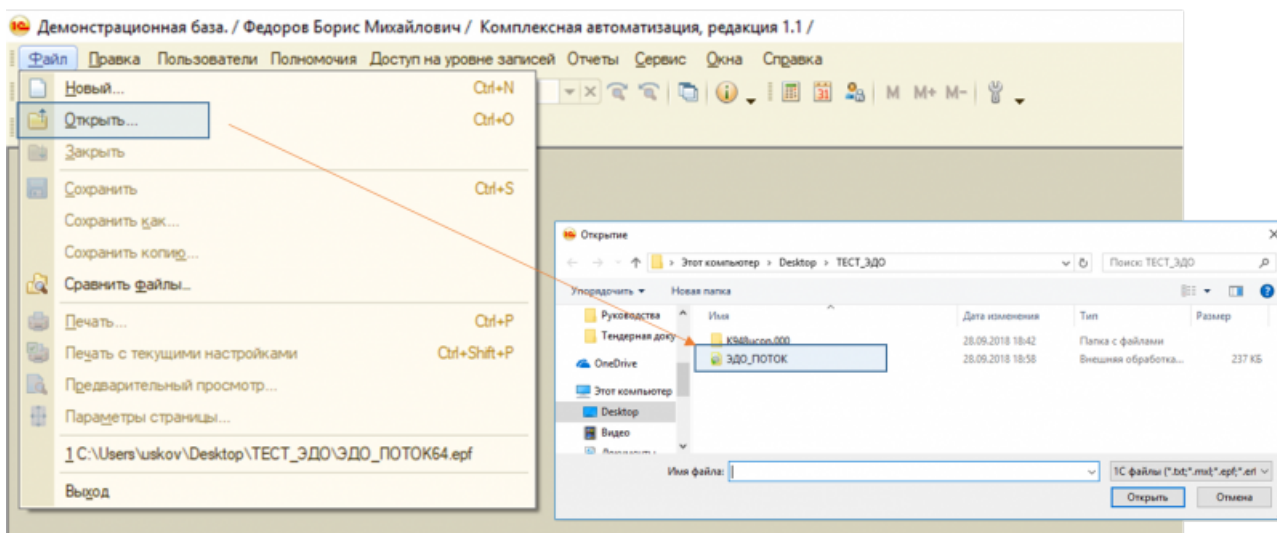 Демонстрационная база. / Федоров Борис Михайлович / Комплексная автоматизация, редакция 1.1 /
Файл Правка Пользователи Полномочия Доступ на уровне записей Отчеты Сервис Окна Справка
Новый... Ctrl+N
M M+ M-
Открыть... Ctrl+O
Закрыть
Сохранить Ctrl+S
Сохранить как...
Сохранить копию...
Сравнить файлы...
Печать... Ctrl+P
Печать с текущими настройками Ctrl+Shift+P
Предварительный просмотр...
Параметры страницы...
1 C:\Users\uskov\Desktop\ТЕСТ_ЭДО\ЭДО_ПОТОК64.epf
Выход
Открытие
Этот компьютер > Desktop > ТЕСТ_ЭДО
Поиск: ТЕСТ_ЭДО
Упорядочить Новая папка
Руководства Имя Дата изменения Тип Размер
Тендерная доку
28.09.2018 18:42 Папка с файлами
OneDrive ЭДО_ПОТОК 28.09.2018 18:58 Внешняя обработка... 237 КБ
Этот компьютер
Desktop
Видео
Имя файла: 1С файлы (*.txt;*.mxl;*.epf;*.erf
Открыть Отмена